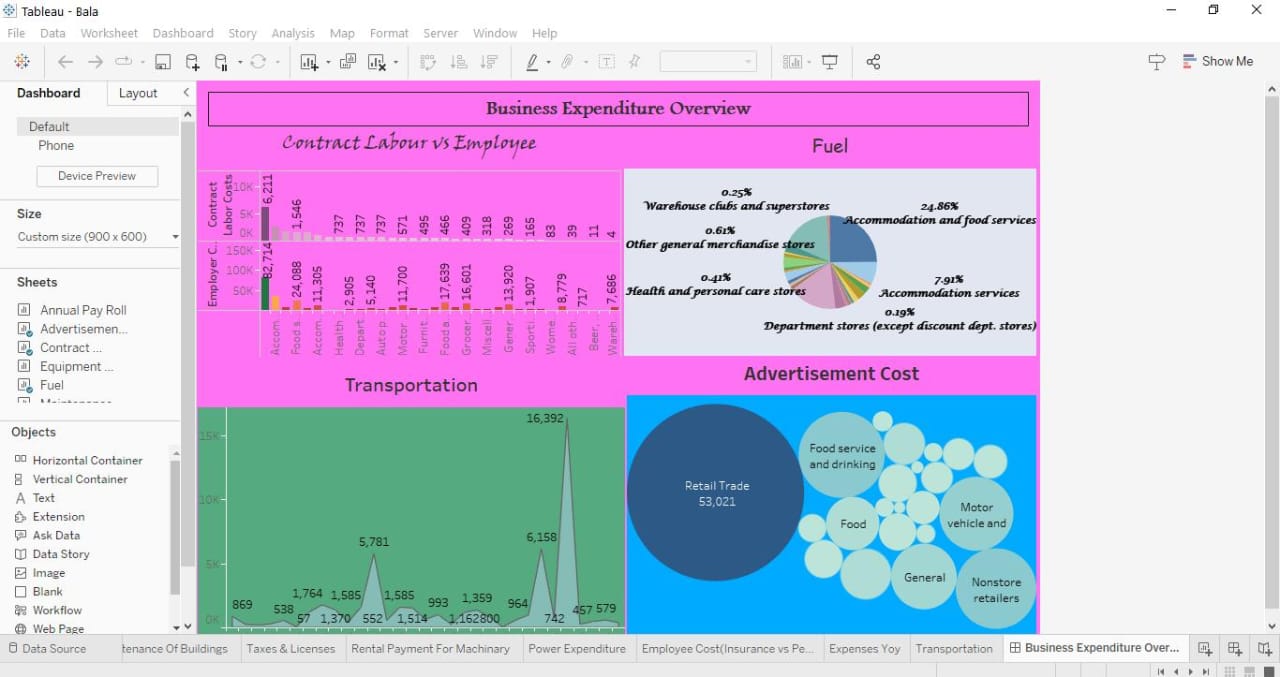 Tableau - Bala
File Data Worksheet Dashboard Story Analysis Map Format Server Window Help
Show Me
Dashboard Layout
Default
Phone
Device Preview
Size
Custom size (900 x 600)
Sheets
Annual Pay Roll
Advertisemen...
Contract ...
Equipment ...
Fuel
Objects
Horizontal Container
Vertical Container
Text
Extension
Ask Data
Data Story
Image
Blank
Workflow
Web Page
Business Expenditure Overview
Contract Labour vs Employee
Contract
Labor Costs
10K
5K
0K
6,211
1,546
737
737
737
571
495
466
409
318
269
165
83
39
11
4
Employer C..
150K
100K
50K
82,714
24,088
11,305
2,905
5,140
11,700
17,639
16,601
13,920
1,907
8,779
717
7,686
Accom
Food s
Accom
Health
Depart
Auto p
Motor
Furnit.
Food a
Grocer
Miscell
Gener
Sporti..
Wome
All oth
Beer,
Wareh
Fuel
0.25%
Warehouse clubs and superstores
24.86%
Accommodation and food services
0.61%
Other general merchandise stores
0.41%
Health and personal care stores
7.91%
Accommodation services
0.19%
Department stores (except discount dept. stores)
Transportation
15K
10K
5K
0K
869
538
57
1,764
1,370
1,585
552
5,781
1,585
1,514
993
1,162
1,359
800
964
6,158
742
16,392
457
579
Advertisement Cost
Retail Trade
53,021
Food service
and drinking
Food
Motor
vehicle and
General
Nonstore
retailers
Data Source
tenance Of Buildings
Taxes & Licenses
Rental Payment For Machinary
Power Expenditure
Employee Cost(Insurance vs Pe...
Expenses Yoy
Transportation
Business Expenditure Over...